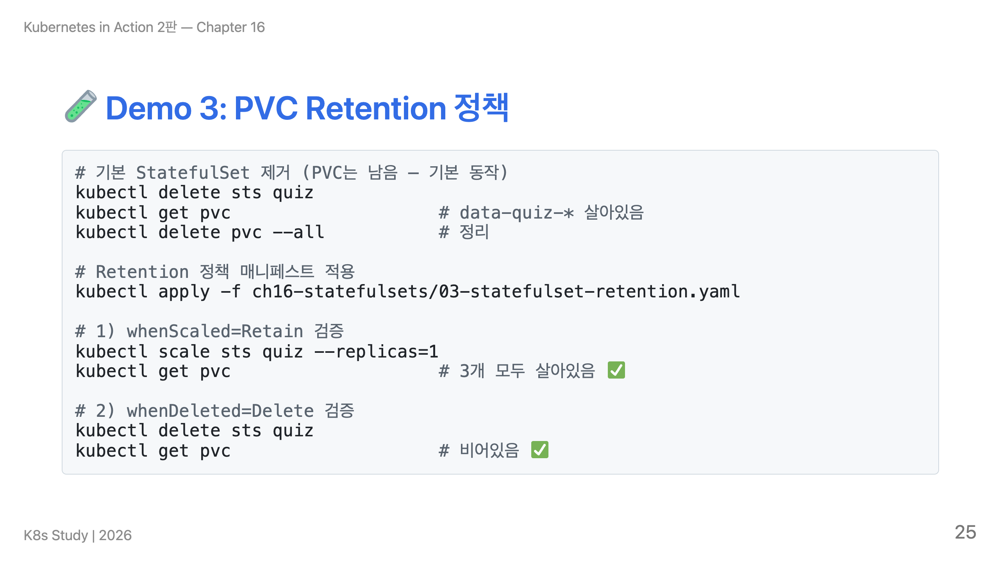 Kubernetes in Action 2판 — Chapter 16
🧪 Demo 3: PVC Retention 정책
# 기본 StatefulSet 제거 (PVC는 남음 — 기본 동작)
kubectl delete sts quiz
kubectl get pvc                    # data-quiz-* 살아있음
kubectl delete pvc --all           # 정리
# Retention 정책 매니페스트 적용
kubectl apply -f ch16-statefulsets/03-statefulset-retention.yaml
# 1) whenScaled=Retain 검증
kubectl scale sts quiz --replicas=1
kubectl get pvc                    # 3개 모두 살아있음 ✅
# 2) whenDeleted=Delete 검증
kubectl delete sts quiz
kubectl get pvc                    # 비어있음 ✅
K8s Study | 2026
25